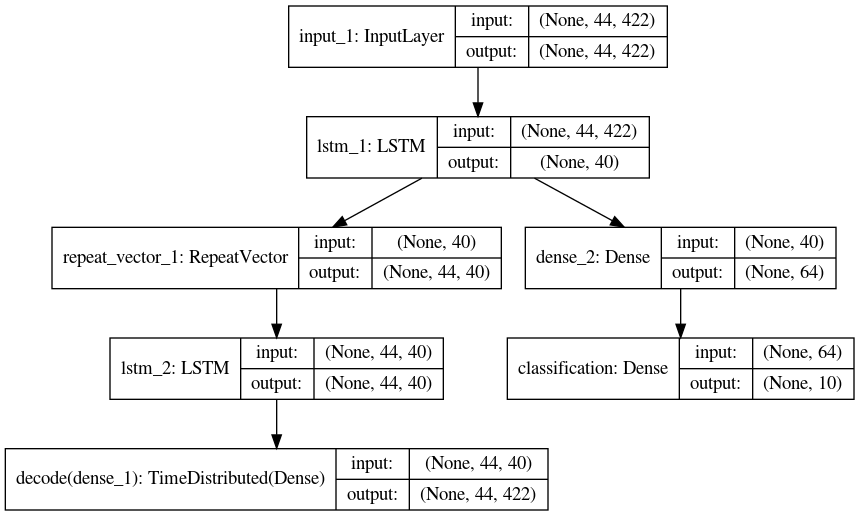 input_1: InputLayer
input:
(None, 44, 422)
output:
(None, 44, 422)
lstm_1: LSTM
input:
(None, 44, 422)
output:
(None, 40)
repeat_vector_1: RepeatVector
input:
(None, 40)
output:
(None, 44, 40)
dense_2: Dense
input:
(None, 40)
output:
(None, 64)
lstm_2: LSTM
input:
(None, 44, 40)
output:
(None, 44, 40)
classification: Dense
input:
(None, 64)
output:
(None, 10)
decode(dense_1): TimeDistributed(Dense)
input:
(None, 44, 40)
output:
(None, 44, 422)